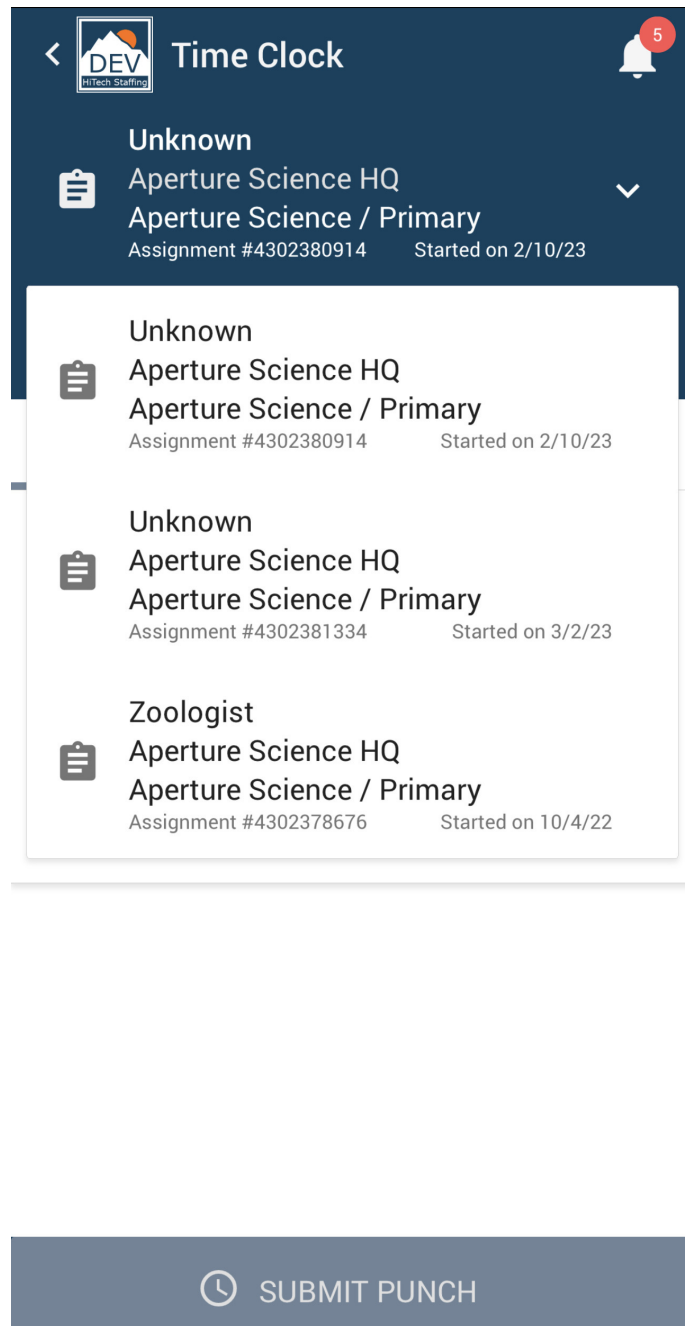 DEV
HiTech Staffing
Time Clock
5
Unknown
Aperture Science HQ
Aperture Science / Primary
Assignment #4302380914 Started on 2/10/23
Unknown
Aperture Science HQ
Aperture Science / Primary
Assignment #4302380914 Started on 2/10/23
Unknown
Aperture Science HQ
Aperture Science / Primary
Assignment #4302381334 Started on 3/2/23
Zoologist
Aperture Science HQ
Aperture Science / Primary
Assignment #4302378676 Started on 10/4/22
SUBMIT PUNCH